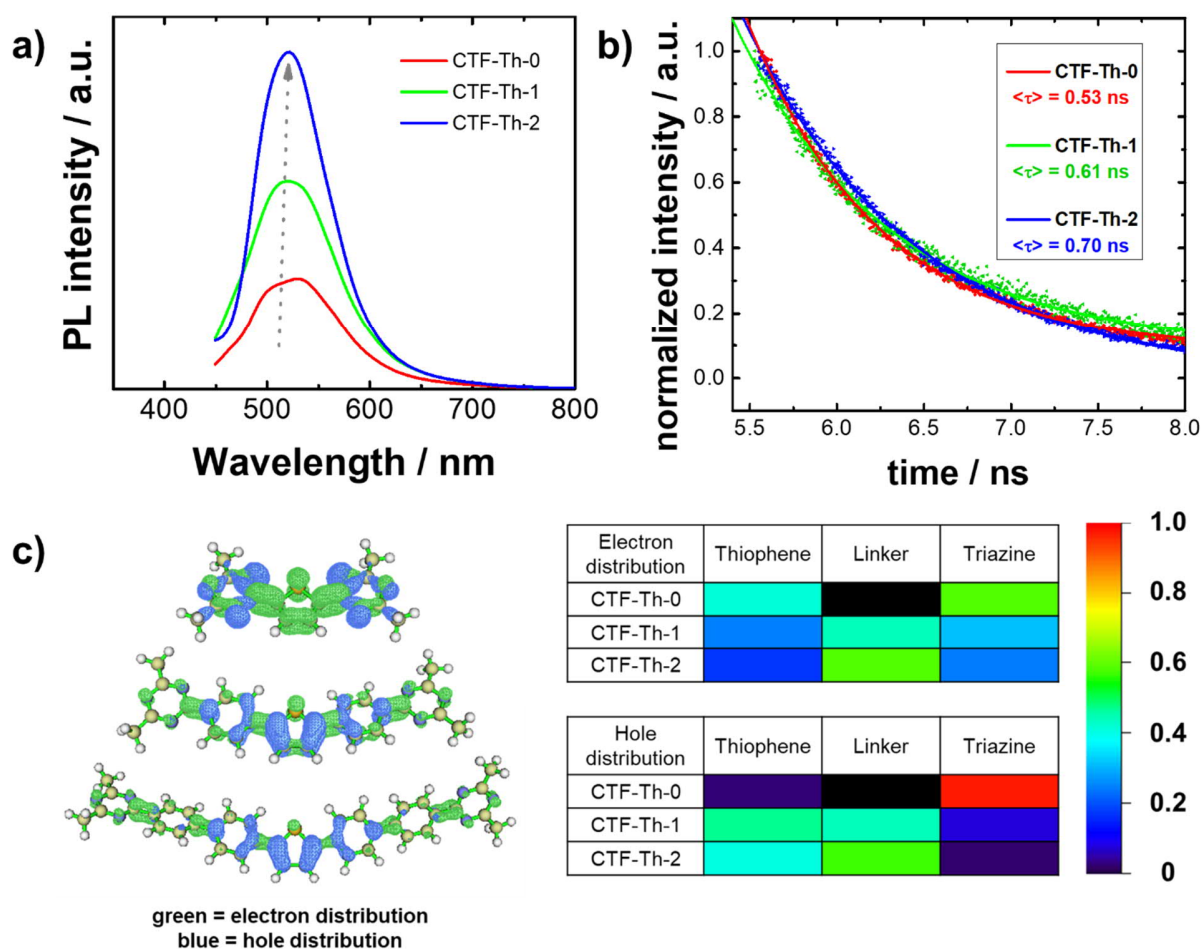 a)
PL intensity / a.u.
CTF-Th-0
CTF-Th-1
CTF-Th-2
400 500 600 700 800
Wavelength / nm
b)
normalized intensity / a.u.
1.0
0.8
0.6
0.4
0.2
0.0
CTF-Th-0
<τ> = 0.53 ns
CTF-Th-1
<τ> = 0.61 ns
CTF-Th-2
<τ> = 0.70 ns
5.5 6.0 6.5 7.0 7.5 8.0
time / ns
c)
green = electron distribution
blue = hole distribution
Electron distribution Thiophene Linker Triazine
CTF-Th-0
CTF-Th-1
CTF-Th-2
Hole distribution Thiophene Linker Triazine
CTF-Th-0
CTF-Th-1
CTF-Th-2
1.0
0.8
0.6
0.4
0.2
0